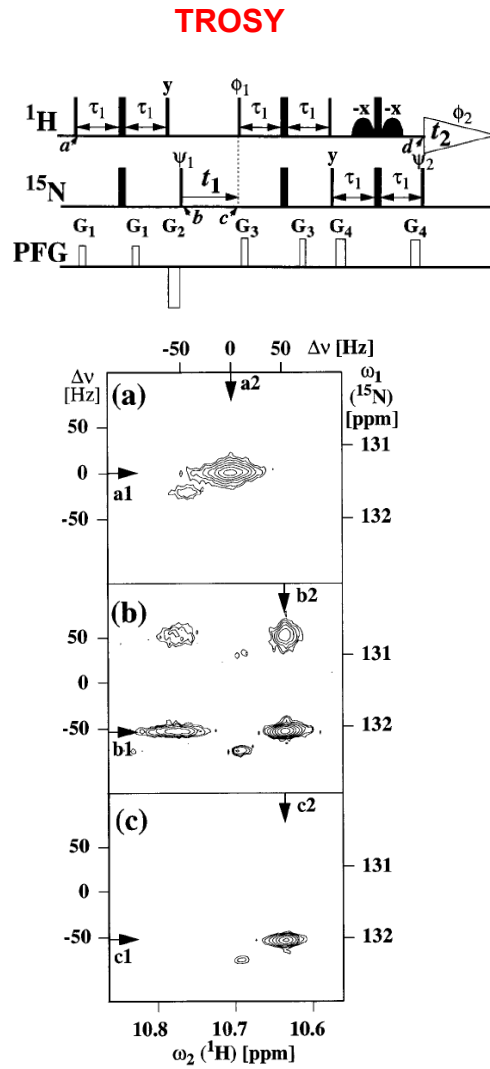 TROSY
y ϕ1 -x -x
1H τ1 τ1 τ1 τ1 t2 ϕ2
a d
ψ1 y ψ2
15N t1 τ1 τ1
b c
G1 G1 G2 G3 G3 G4 G4
PFG
-50 0 50 Δν [Hz]
Δν [Hz]
(a) a2
ω1 (15N) [ppm]
50
0
-50
a1
131
132
(b) b2
50
0
-50
b1
131
132
(c) c2
50
0
-50
c1
131
132
10.8 10.7 10.6
ω2 (1H) [ppm]